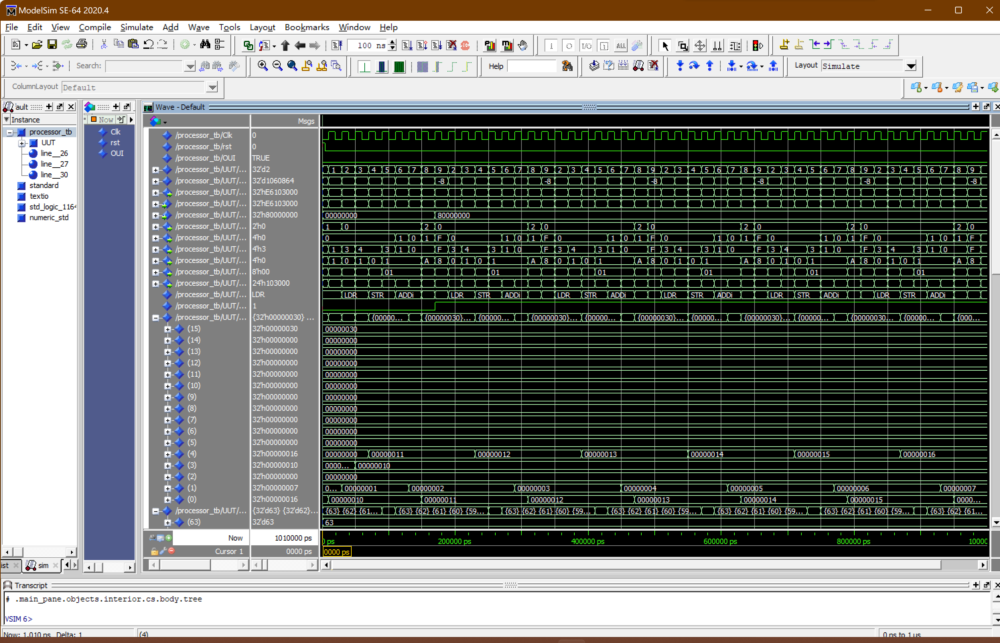 ModelSim SE-64 2020.4
File Edit View Compile Simulate Add Wave Tools Layout Bookmarks Window Help
100 ns
Search:
Help
Layout Simulate
ColumnLayout Default
Instance
processor_tb
UUT
line__26
line__27
line__30
standard
textio
std_logic_1164
numeric_std
Now
Clk
rst
OUI
Wave - Default
Msgs
/processor_tb/Clk 0
/processor_tb/rst 0
/processor_tb/OUI TRUE
/processor_tb/UUT/... 32'd2 1 2 3 4 5 6 7 8 9 2 3 4 5 6 7 8 9 2 3 4 5 6 7 8 9 2 3 4 5 6 7 8 9 2 3 4 5 6 7 8 9 2 3 4 5 6 7 8 9
/processor_tb/UUT/... 32'd1060864 -8 -8 -8 -8 -8 -8
/processor_tb/UUT/... 32'hE6103000
/processor_tb/UUT/... 32'hE6103000
/processor_tb/UUT/... 32'h80000000 00000000 80000000
/processor_tb/UUT/... 2'h0 1 0 2 0 2 0 2 0 2 0 2 0 2 0
/processor_tb/UUT/... 4'h0 0 1 0 1 F 0 1 0 1 F 0 1 0 1 F 0 1 0 1 F 0 1 0 1 F 0 1 0 1 F
/processor_tb/UUT/... 4'h3 1 3 4 3 1 0 F 3 4 3 1 0 F 3 4 3 1 0 F 3 4 3 1 0 F 3 4 3 1 0 F 3 4 3 1 0 F
/processor_tb/UUT/... 4'h0 1 0 1 0 1 A 8 0 1 0 1 A 8 0 1 0 1 A 8 0 1 0 1 A 8 0 1 0 1 A 8 0 1 0 1 A 8
/processor_tb/UUT/... 8'h00 01 01 01 01 01 01
/processor_tb/UUT/... 24'h103000
/processor_tb/UUT/... LDR LDR STR ADDi LDR STR ADDi LDR STR ADDi LDR STR ADDi LDR STR ADDi LDR STR ADDi
/processor_tb/UUT/... 1
/processor_tb/UUT/... {32'h00000030} ... {00000... {00000030}... {00000... {00000030}... {00000... {00000030}... {00000... {00000030}... {00000... {00000030... {00000... {000...
(15) 32'h00000030 00000030
(14) 32'h00000000 00000000
(13) 32'h00000000 00000000
(12) 32'h00000000 00000000
(11) 32'h00000000 00000000
(10) 32'h00000000 00000000
(9) 32'h00000000 00000000
(8) 32'h00000000 00000000
(7) 32'h00000000 00000000
(6) 32'h00000000 00000000
(5) 32'h00000000 00000000
(4) 32'h00000016 00000000 00000011 00000012 00000013 00000014 00000015 00000016
(3) 32'h00000010 0000... 00000010
(2) 32'h00000000 00000000
(1) 32'h00000007 0... 00000001 00000002 00000003 00000004 00000005 00000006 00000007
(0) 32'h00000016 00000010 00000011 00000012 00000013 00000014 00000015 0000...
/processor_tb/UUT/... {32'd63} {32'd62}... {63} {62} {61... {63} {62} {61} {60} {59... {63} {62} {61} {60} {59... {63} {62} {61} {60} {59... {63} {62} {61} {60} {59... {63} {62} {61} {60} {59... {63} {62} {61...
(63) 32'd63 63
Now 1010000 ps 0 ps 200000 ps 400000 ps 600000 ps 800000 ps
Cursor 1 0000 ps 0000 ps
sim
Transcript
# .main_pane.objects.interior.cs.body.tree
VSIM 6>
Now: 1,010 ns Delta: 1 (4) 0 ns to 1 us